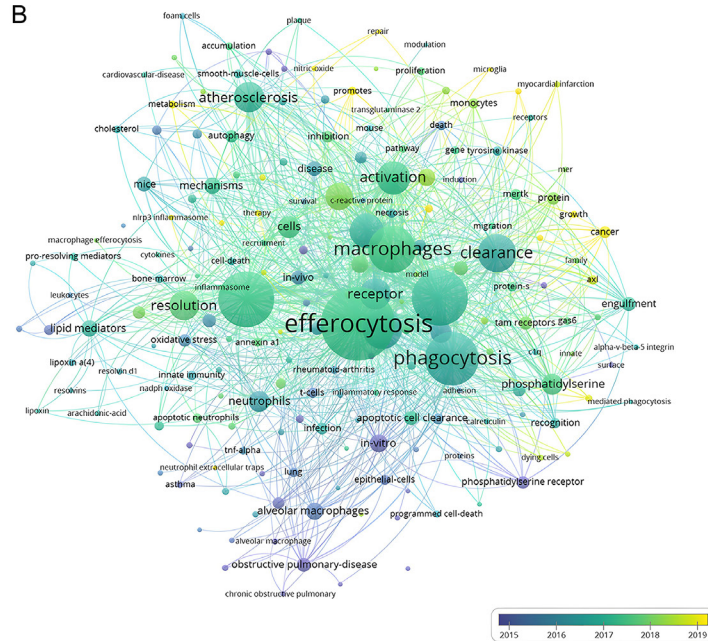 B
foam cells
plaque
repair
accumulation
modulation
cardiovascular-disease
smooth-muscle-cells
nitric-oxide
proliferation
microglia
myocardial infarction
atherosclerosis
promotes
metabolism
transglutaminase 2
monocytes
receptors
cholesterol
autophagy
inhibition
mouse
death
pathway
gene
tyrosine kinase
disease
activation
induction
mer
mice
mechanisms
survival
c-reactive protein
mertk
protein
nlrp3 inflammasome
therapy
necrosis
growth
cells
migration
cancer
macrophage efferocytosis
recruitment
macrophages
clearance
pro-resolving mediators
cytokines
cell-death
family
bone-marrow
in-vivo
model
axi
leukocytes
inflammasome
receptor
protein-s
resolution
engulfment
lipid mediators
efferocytosis
tam receptors
gas6
oxidative stress
annexin a1
alpha-v-beta-5 integrin
lipoxin a(4)
phagocytosis
c1q
innate
surface
resolvin d1
innate immunity
rheumatoid-arthritis
resolvins
nadph oxidase
t-cells
inflammatory response
adhesion
phosphatidylserine
neutrophils
mediated phagocytosis
lipoxin
arachidonic-acid
apoptotic neutrophils
infection
apoptotic cell clearance
calreticulin
recognition
in-vitro
tnf-alpha
proteins
dying cells
neutrophil extracellular traps
lung
asthma
epithelial-cells
phosphatidylserine receptor
alveolar macrophages
programmed cell-death
alveolar macrophage
obstructive pulmonary-disease
chronic obstructive pulmonary
2015 2016 2017 2018 2019